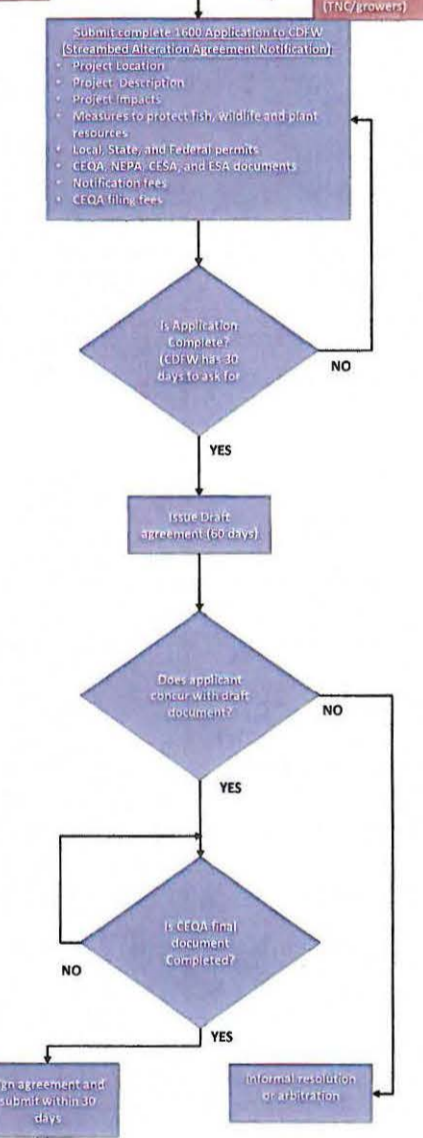 (TNC/growers)
Submit complete 1600 Application to CDFW
(Streambed Alteration Agreement Notification)
• Project Location
• Project Description
• Project Impacts
• Measures to protect fish, wildlife and plant
resources
• Local, State, and Federal permits
• CEQA, NEPA, CESA, and ESA documents
• Notification fees
• CEQA filing fees
Is Application
Complete?
(CDFW has 30
days to ask for
NO
YES
Issue Draft
agreement (60 days)
Does applicant
concur with draft
document?
NO
YES
Is CEQA final
document
Completed?
NO
YES
ign agreement and
submit within 30
days
Informal resolution
or arbitration